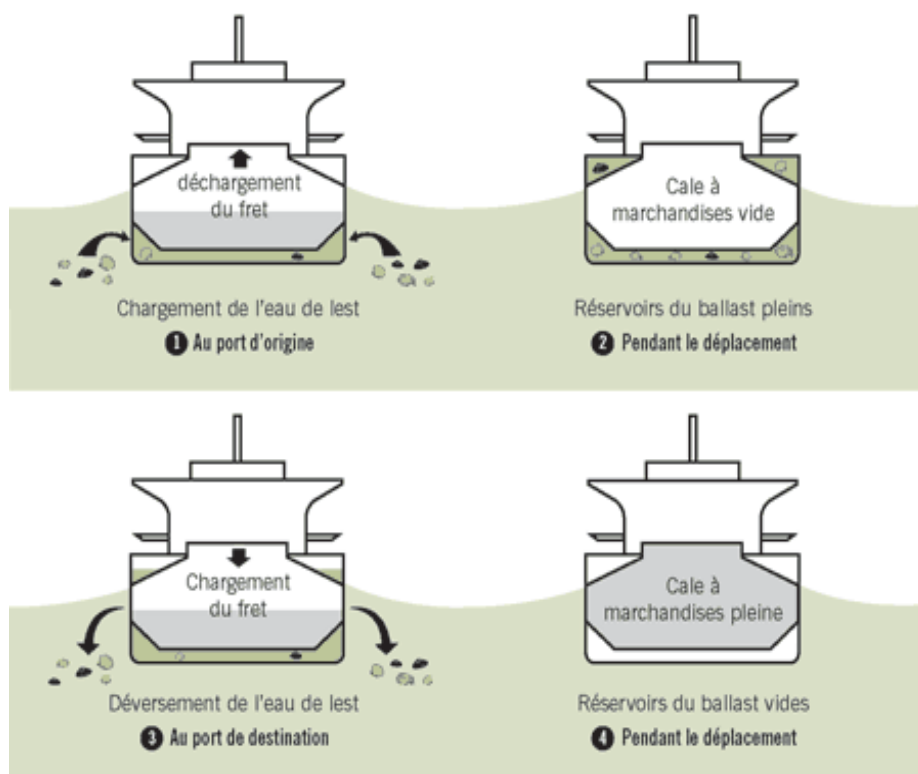 déchargement
du fret
Chargement de l'eau de lest
1 Au port d'origine
Cale à
marchandises vide
Réservoirs du ballast pleins
2 Pendant le déplacement
Chargement
du fret
Déversement de l'eau de lest
3 Au port de destination
Cale à
marchandises pleine
Réservoirs du ballast vides
4 Pendant le déplacement